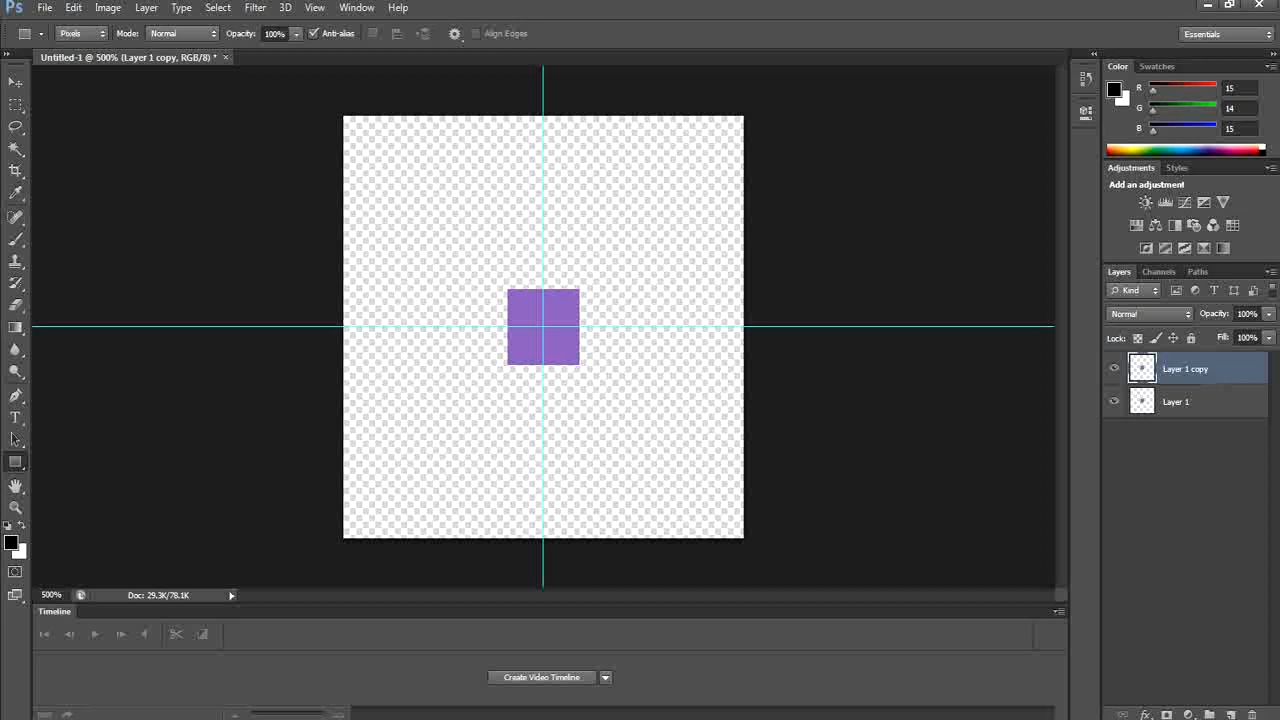 Ps File Edit Image Layer Type Select Filter 3D View Window Help
Pixels Mode: Normal Opacity: 100% Anti-alias Align Edges Essentials
Untitled-1 @ 500% (Layer 1 copy, RGB/8) * ×
Color Swatches
R 15
G 14
B 15
Adjustments Styles
Add an adjustment
Layers Channels Paths
Kind
Normal Opacity: 100%
Lock: Fill: 100%
Layer 1 copy
Layer 1
500% Doc: 29.3K/78.1K
Timeline
Create Video Timeline